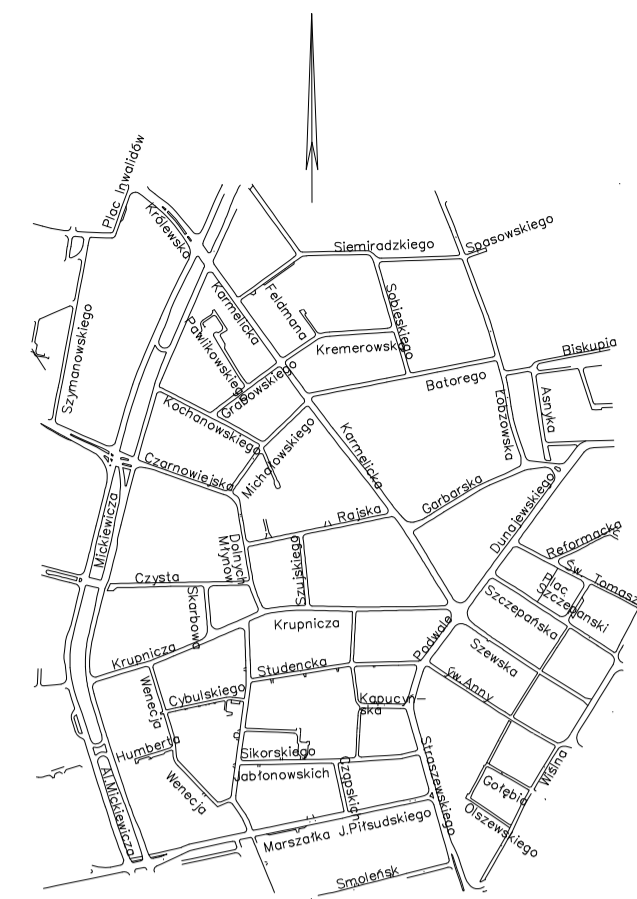 Plac Inwalidów
Królewska
Siemiradzkiego
Spasowskiego
Karmelicka
Feldmana
Sobieskiego
Szymanowskiego
Pawlikowskiego
Kremerowska
Biskupia
Grabowskiego
Batorego
Łobzowska
Asnyka
Kochanowskiego
Michałowskiego
Karmelicka
Czarnowiejska
Garbarska
Dunajewskiego
Mickiewicza
Rajska
Reformacka
Dolnych
Młynów
Szujskiego
Św. Tomasz
Plac
Szczepański
Czysta
Skarbowa
Szczepańska
Krupnicza
Podwale
Krupnicza
Studencka
Szewska
Św. Anny
Wenecja
Cybulskiego
Kapucyń-
ska
Humberta
Sikorskiego
Straszewskiego
Wiślna
Jabłonowskich
Czapskich
Al.Mickiewicza
Wenecja
Gołębia
Olszewskiego
Marszałka J.Piłsudskiego
Smoleńsk